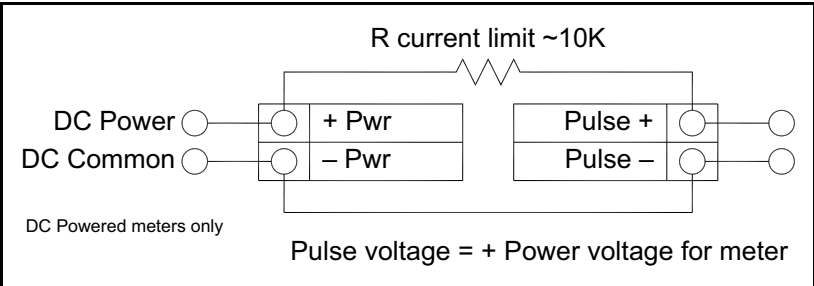 R current limit ~10K
DC Power + Pwr Pulse +
DC Common – Pwr Pulse –
DC Powered meters only
Pulse voltage = + Power voltage for meter